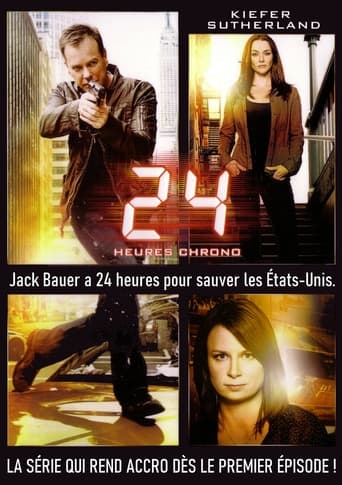 KIEFER
SUTHERLAND
24
HEURES CHRONO
Jack Bauer a 24 heures pour sauver les États-Unis.
LA SÉRIE QUI REND ACCRO DÈS LE PREMIER ÉPISODE !